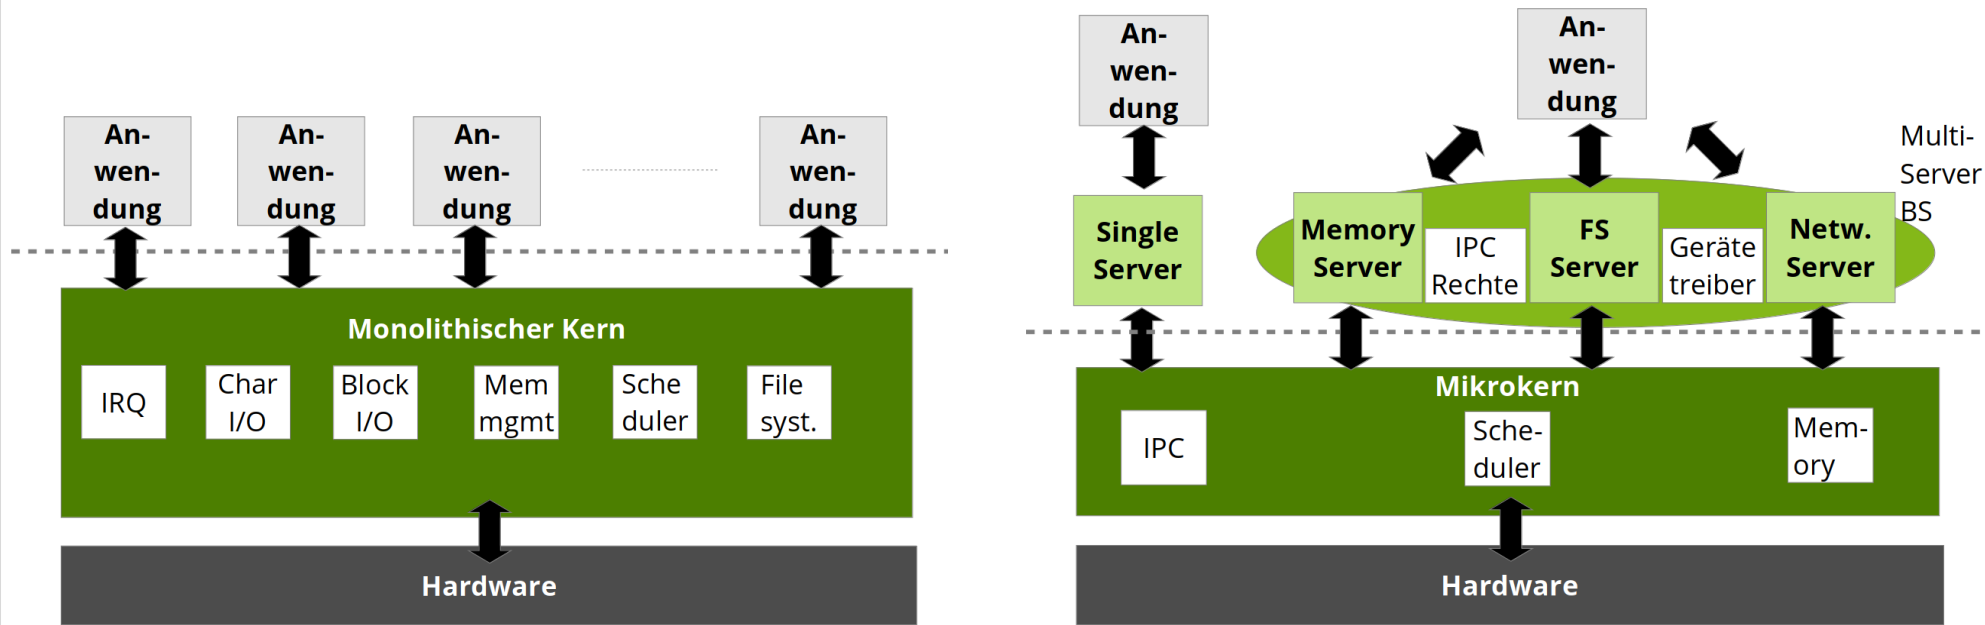 An-
wen-
dung
An-
wen-
dung
An-
wen-
dung
An-
wen-
dung
Monolithischer Kern
IRQ
Char
I/O
Block
I/O
Mem
mgmt
Sche
duler
File
syst.
Hardware
An-
wen-
dung
An-
wen-
dung
Multi-
Server
BS
Single
Server
Memory
Server
IPC
Rechte
FS
Server
Geräte
treiber
Netw.
Server
Mikrokern
IPC
Sche-
duler
Mem-
ory
Hardware